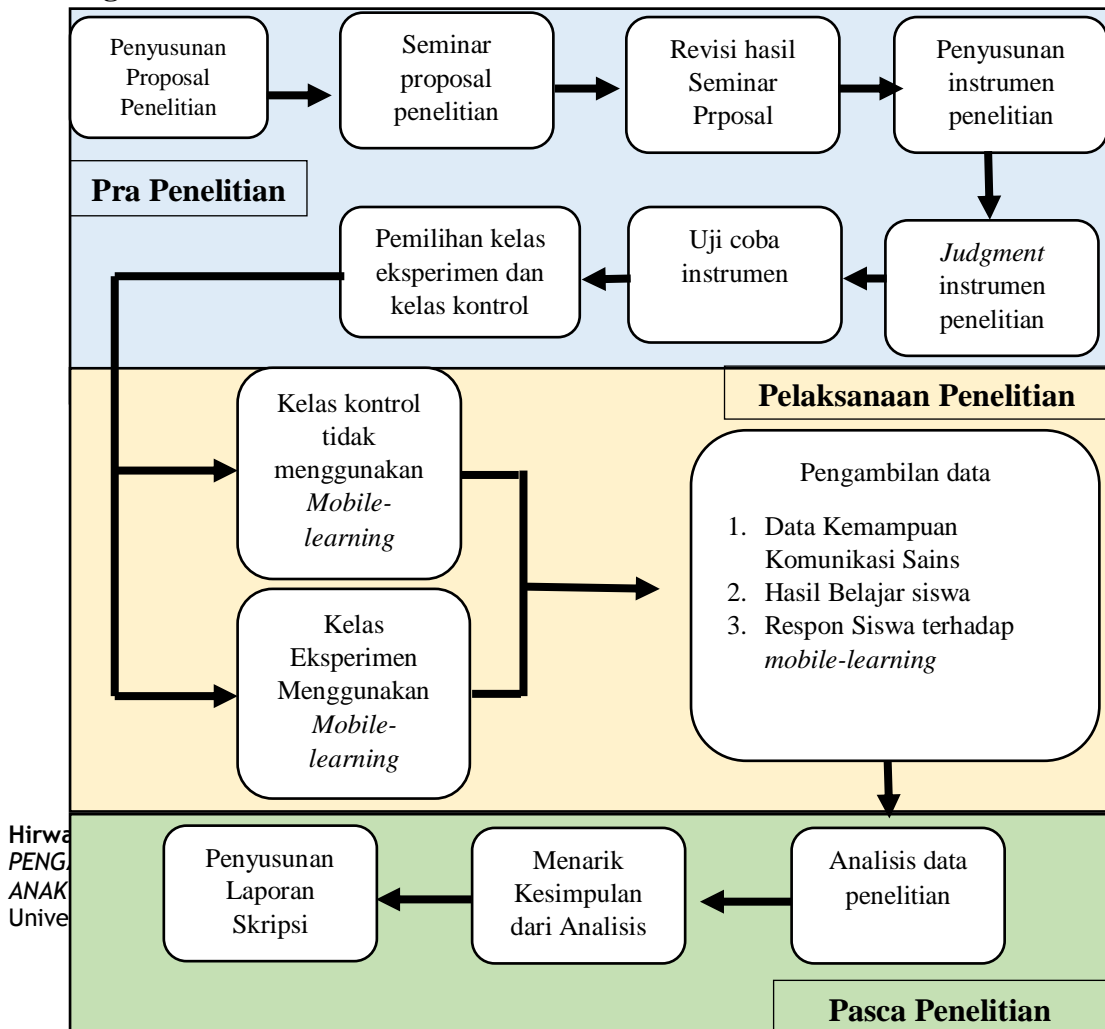 Penyusunan
Proposal
Penelitian
Seminar
proposal
penelitian
Revisi hasil
Seminar
Prposal
Penyusunan
instrumen
penelitian
Pra Penelitian
Pemilihan kelas
eksperimen dan
kelas kontrol
Uji coba
instrumen
Judgment
instrumen
penelitian
Pelaksanaan Penelitian
Kelas kontrol
tidak
menggunakan
Mobile-
learning
Kelas
Eksperimen
Menggunakan
Mobile-
learning
Pengambilan data
1. Data Kemampuan
Komunikasi Sains
2. Hasil Belajar siswa
3. Respon Siswa terhadap
mobile-learning
Hirwa
PENGA
ANAK
Unive
Penyusunan
Laporan
Skripsi
Menarik
Kesimpulan
dari Analisis
Analisis data
penelitian
Pasca Penelitian